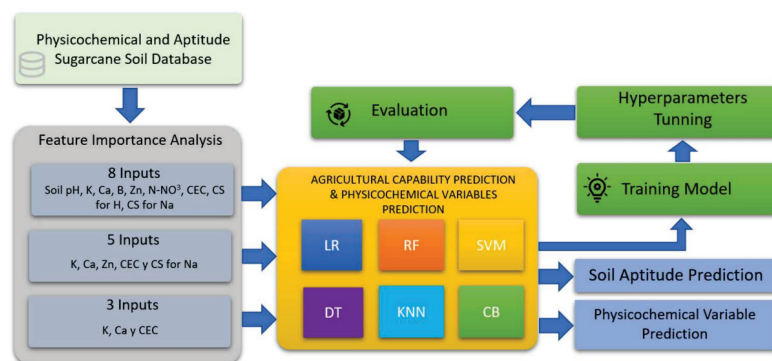 Physicochemical and Aptitude
Sugarcane Soil Database
Feature Importance Analysis
8 Inputs
Soil pH, K, Ca, B, Zn, N-NO³, CEC, CS
for H, CS for Na
5 Inputs
K, Ca, Zn, CEC y CS for Na
3 Inputs
K, Ca y CEC
Evaluation
Hyperparameters
Tunning
Training Model
AGRICULTURAL CAPABILITY PREDICTION
& PHYSICOCHEMICAL VARIABLES
PREDICTION
LR
RF
SVM
DT
KNN
CB
Soil Aptitude Prediction
Physicochemical Variable
Prediction